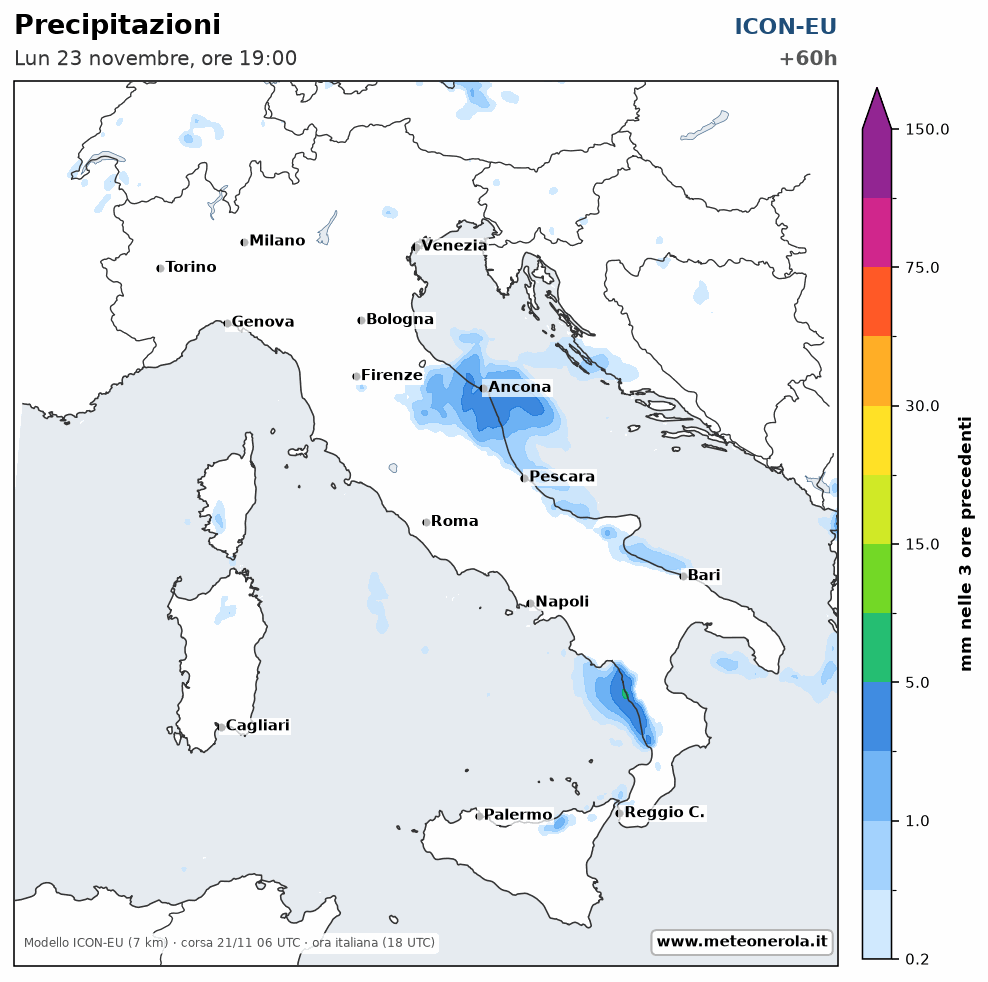 Precipitazioni
ICON-EU
Lun 23 novembre, ore 19:00
+60h
150.0
75.0
30.0
15.0
5.0
1.0
0.2
mm nelle 3 ore precedenti
Milano
Venezia
Torino
Bologna
Genova
Firenze
Ancona
Pescara
Roma
Bari
Napoli
Cagliari
Palermo
Reggio C.
Modello ICON-EU (7 km) · corsa 21/11 06 UTC · ora italiana (18 UTC)
www.meteonerola.it